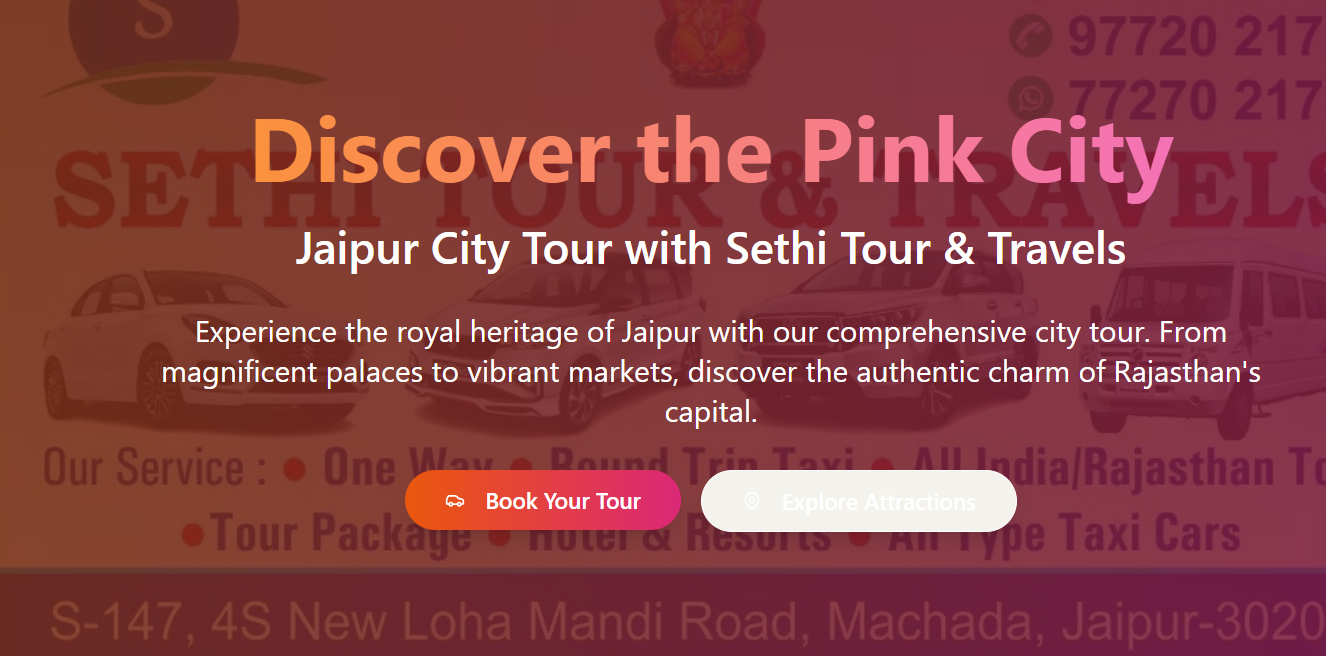 S
97720 217
77270 217
Discover the Pink City
SETHI TOUR & TRAVELS
Jaipur City Tour with Sethi Tour & Travels
Experience the royal heritage of Jaipur with our comprehensive city tour. From
magnificent palaces to vibrant markets, discover the authentic charm of Rajasthan's
capital.
Our Service : • One Way • Round Trip Taxi • All India/Rajasthan To
Book Your Tour
Explore Attractions
• Tour Package • Hotel & Resorts • All Type Taxi Cars
S-147, 4S New Loha Mandi Road, Machada, Jaipur-3020